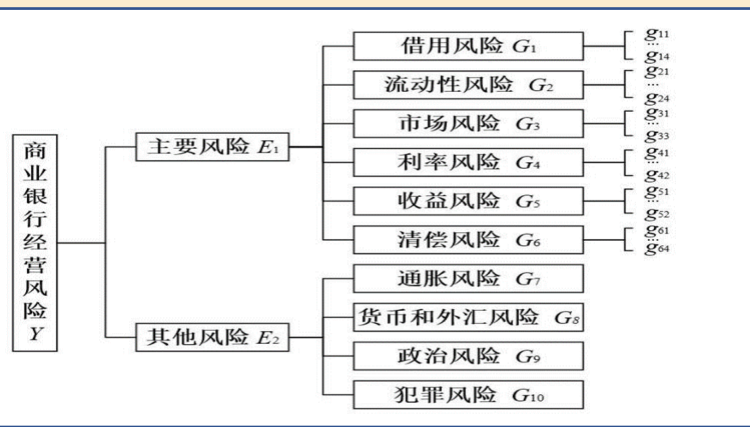 商业银行经营风险Y
主要风险 E1
其他风险 E2
借用风险 G1
流动性风险 G2
市场风险 G3
利率风险 G4
收益风险 G5
清偿风险 G6
通胀风险 G7
货币和外汇风险 G8
政治风险 G9
犯罪风险 G10
g11
...
g14
g21
...
g24
g31
...
g33
g41
...
g42
g51
...
g52
g61
...
g64